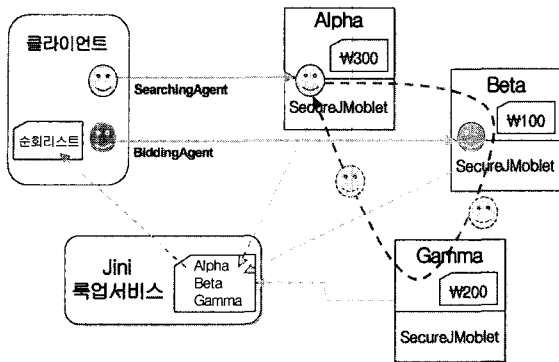 클라이언트
SearchingAgent
순회리스트
BiddingAgent
Alpha
₩300
SecureJMoblet
Beta
₩100
SecureJMoblet
Jini
룩업서비스
Alpha
Beta
Gamma
Gamma
₩200
SecureJMoblet